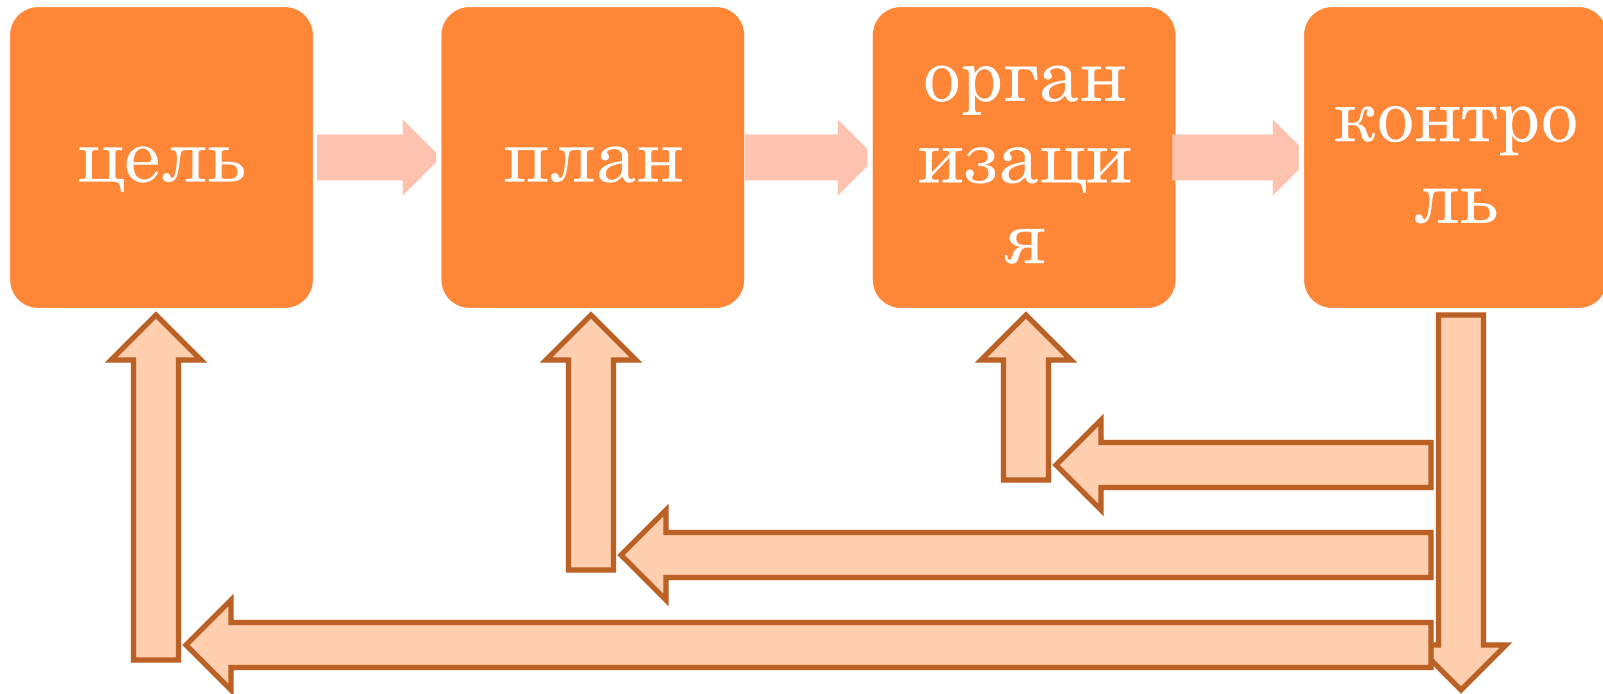 цель
план
орган
изаци
я
контро
ль